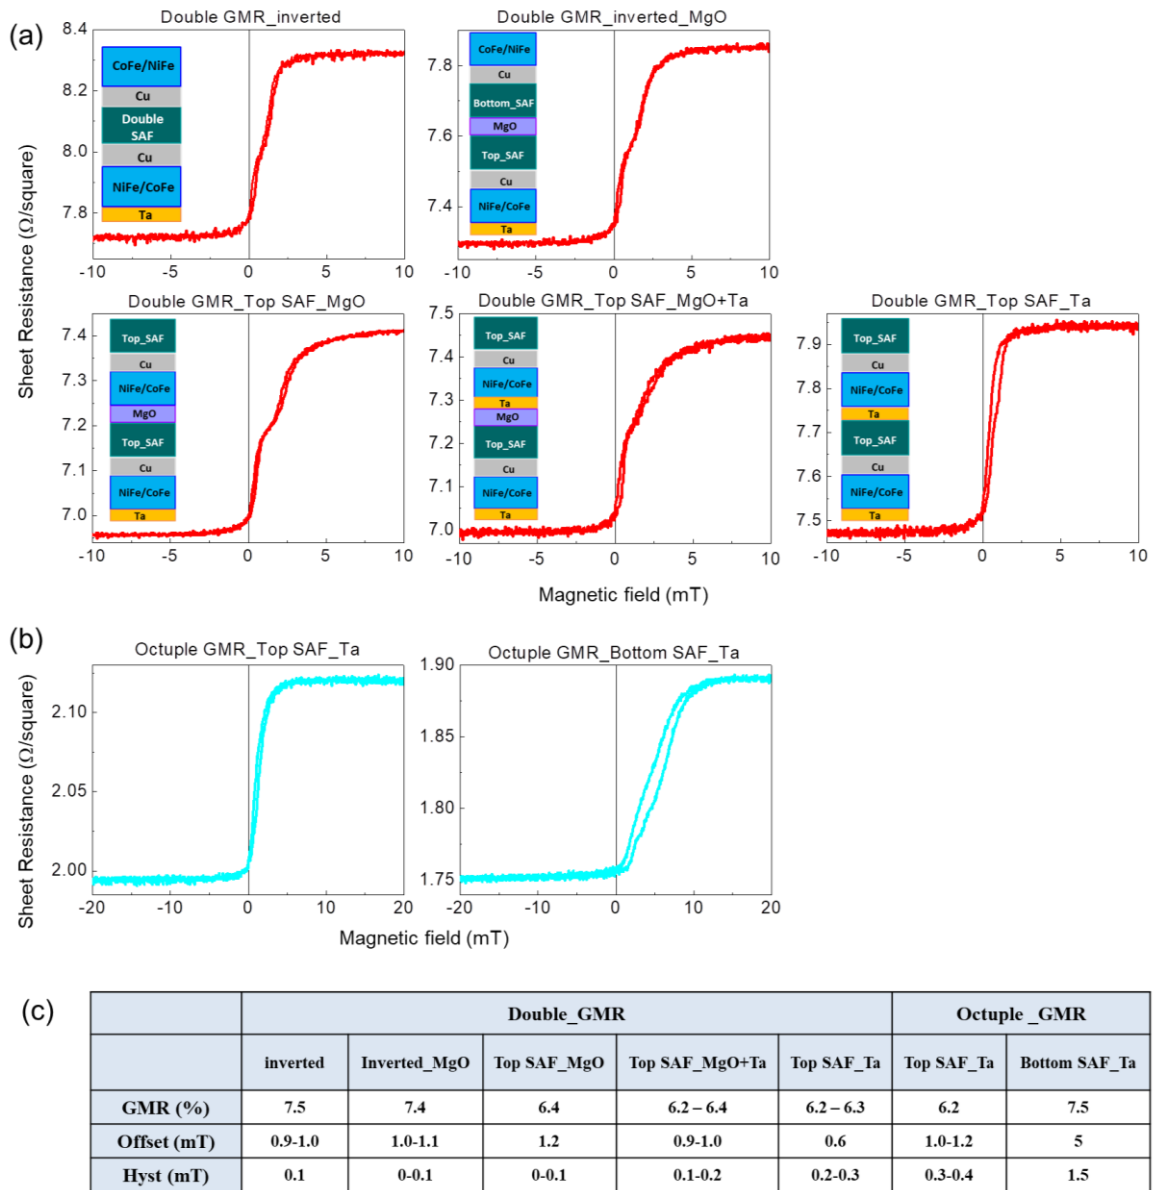 (a)
Double GMR_inverted
8.4
8.2
8.0
7.8
-10
-5
0
5
10
CoFe/NiFe
Cu
Double
SAF
Cu
NiFe/CoFe
Ta
Double GMR_inverted_MgO
7.8
7.6
7.4
-10
-5
0
5
10
CoFe/NiFe
Cu
Bottom_SAF
MgO
Top_SAF
Cu
NiFe/CoFe
Ta
Sheet Resistance (Ω/square)
Double GMR_Top SAF_MgO
7.4
7.3
7.2
7.1
7.0
-10
-5
0
5
10
Top_SAF
Cu
NiFe/CoFe
MgO
Top_SAF
Cu
NiFe/CoFe
Ta
Double GMR_Top SAF_MgO+Ta
7.5
7.4
7.3
7.2
7.1
7.0
-10
-5
0
5
10
Top_SAF
Cu
NiFe/CoFe
Ta
MgO
Top_SAF
Cu
NiFe/CoFe
Ta
Double GMR_Top SAF_Ta
7.9
7.8
7.7
7.6
7.5
-10
-5
0
5
10
Top_SAF
Cu
NiFe/CoFe
Ta
Top_SAF
Cu
NiFe/CoFe
Ta
Magnetic field (mT)
(b)
Octuple GMR_Top SAF_Ta
2.10
2.05
2.00
-20
-10
0
10
20
Octuple GMR_Bottom SAF_Ta
1.90
1.85
1.80
1.75
-20
-10
0
10
20
Sheet Resistance (Ω/square)
Magnetic field (mT)
(c)
Double_GMR Octuple _GMR
inverted Inverted_MgO Top SAF_MgO Top SAF_MgO+Ta Top SAF_Ta Top SAF_Ta Bottom SAF_Ta
GMR (%) 7.5 7.4 6.4 6.2 – 6.4 6.2 – 6.3 6.2 7.5
Offset (mT) 0.9-1.0 1.0-1.1 1.2 0.9-1.0 0.6 1.0-1.2 5
Hyst (mT) 0.1 0-0.1 0-0.1 0.1-0.2 0.2-0.3 0.3-0.4 1.5